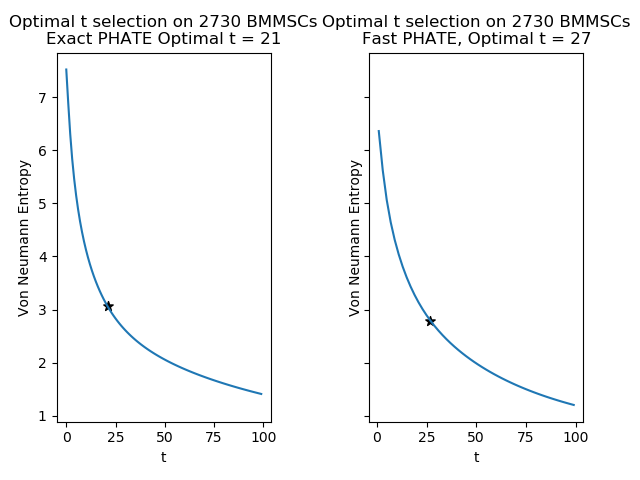 Optimal t selection on 2730 BMMSCs
Exact PHATE Optimal t = 21
Von Neumann Entropy
7
6
5
4
3
2
1
0
25
50
75
100
t
Optimal t selection on 2730 BMMSCs
Fast PHATE, Optimal t = 27
Von Neumann Entropy
0
25
50
75
100
t